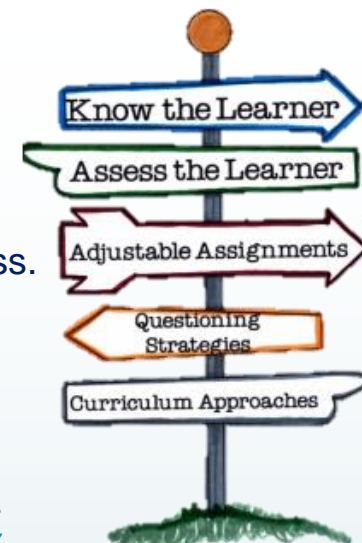 Know the Learner
Assess the Learner
ss.
Adjustable Assignments
Questioning
Strategies
Curriculum Approaches